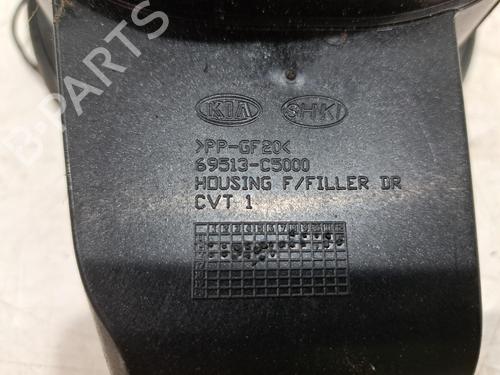 B-PARTS
KIA SHKI
>PP-GF20<
69513-C5000
HOUSING F/FILLER DR
CVT 1